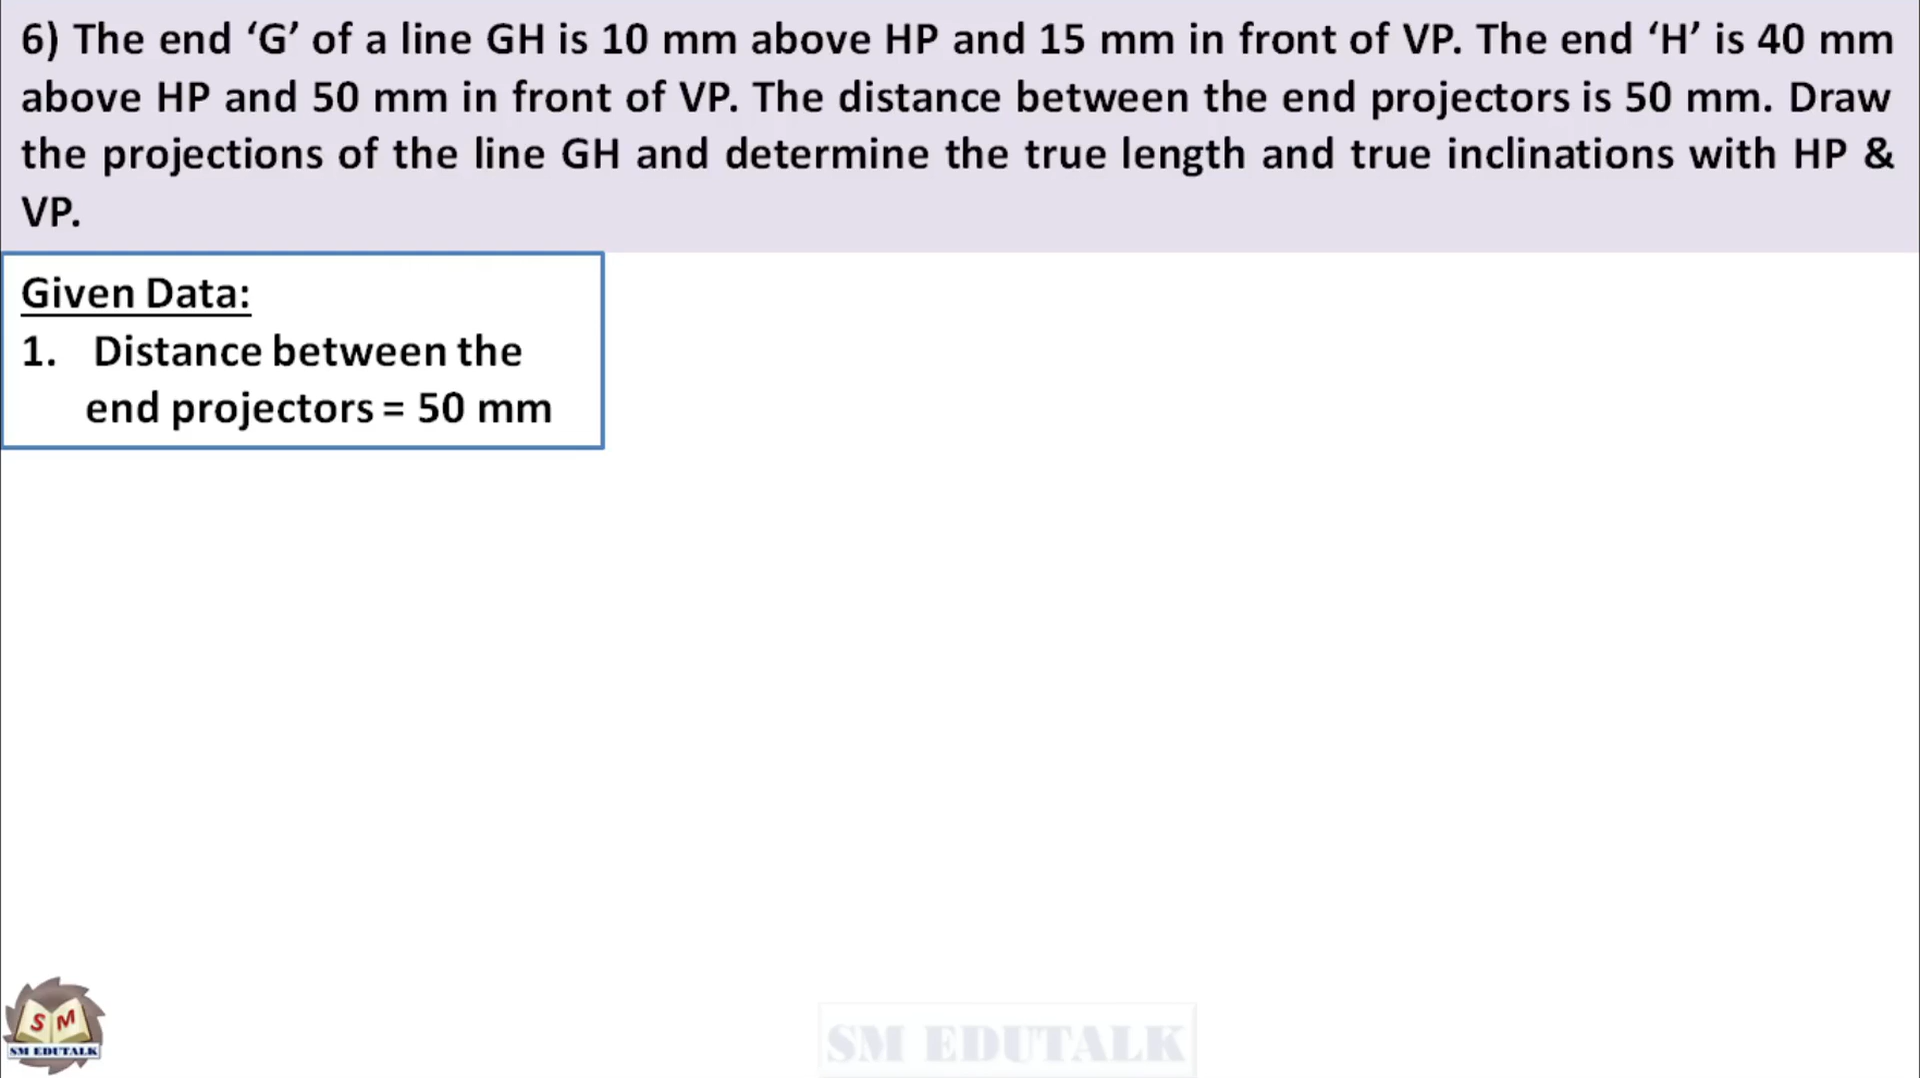 6) The end ‘G’ of a line GH is 10 mm above HP and 15 mm in front of VP. The end ‘H’ is 40 mm
above HP and 50 mm in front of VP. The distance between the end projectors is 50 mm. Draw
the projections of the line GH and determine the true length and true inclinations with HP &
VP.
Given Data:
1. Distance between the
end projectors = 50 mm
S M
SM EDUTALK
SM EDUTALK